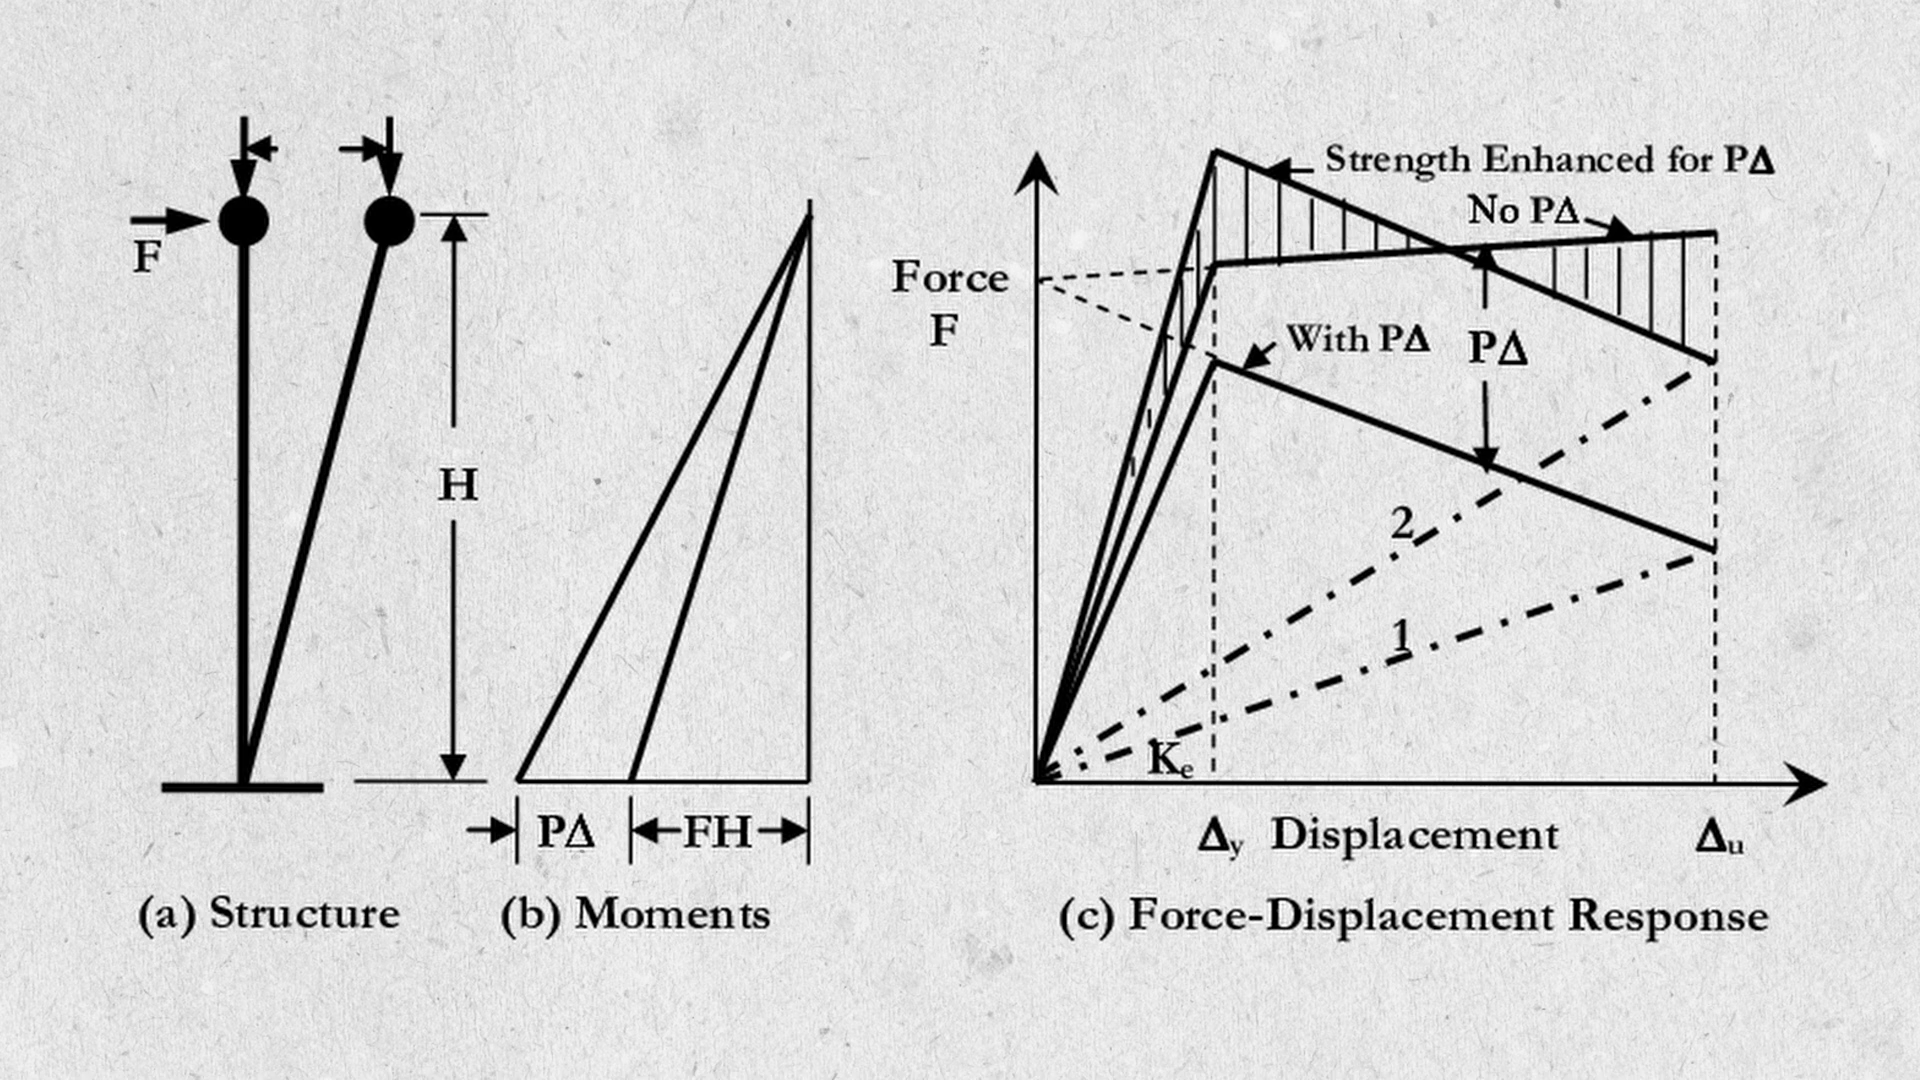 F
H
PΔ
FH
(a) Structure
(b) Moments
Strength Enhanced for PΔ
No PΔ
Force
F
With PΔ
PΔ
2
1
Ke
Δy Displacement Δu
(c) Force-Displacement Response